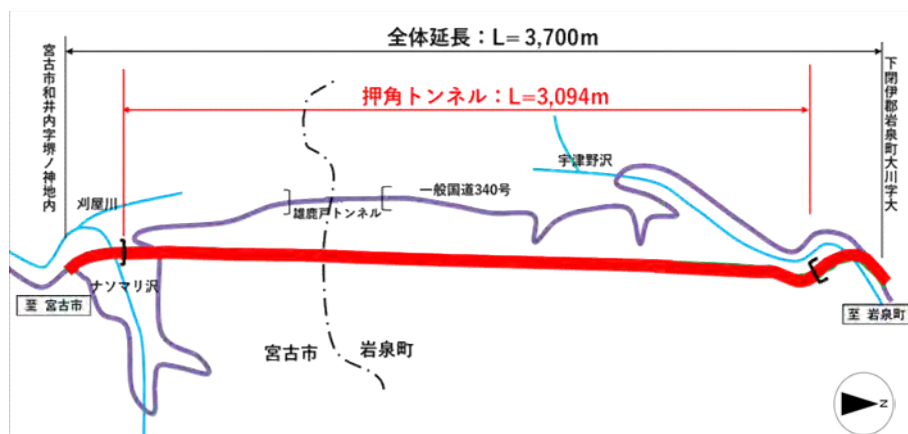 全体延長：L= 3,700m
押角トンネル：L=3,094m
宮古市和井内字堺ノ神地内
下閉伊郡岩泉町大川字大
宇津野沢
刈屋川
一般国道340号
雄鹿戸トンネル
ナソマリ沢
至 宮古市
至 岩泉町
宮古市
岩泉町
N